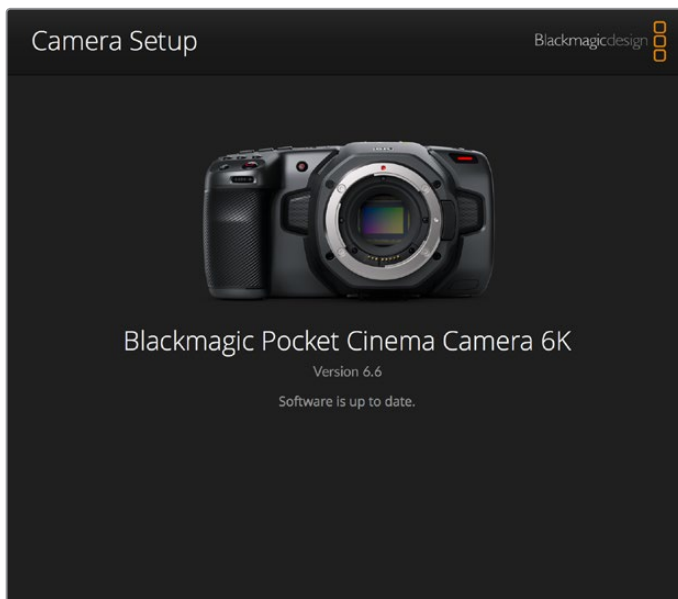 Camera Setup
Blackmagicdesign
Blackmagic Pocket Cinema Camera 6K
Version 6.6
Software is up to date.